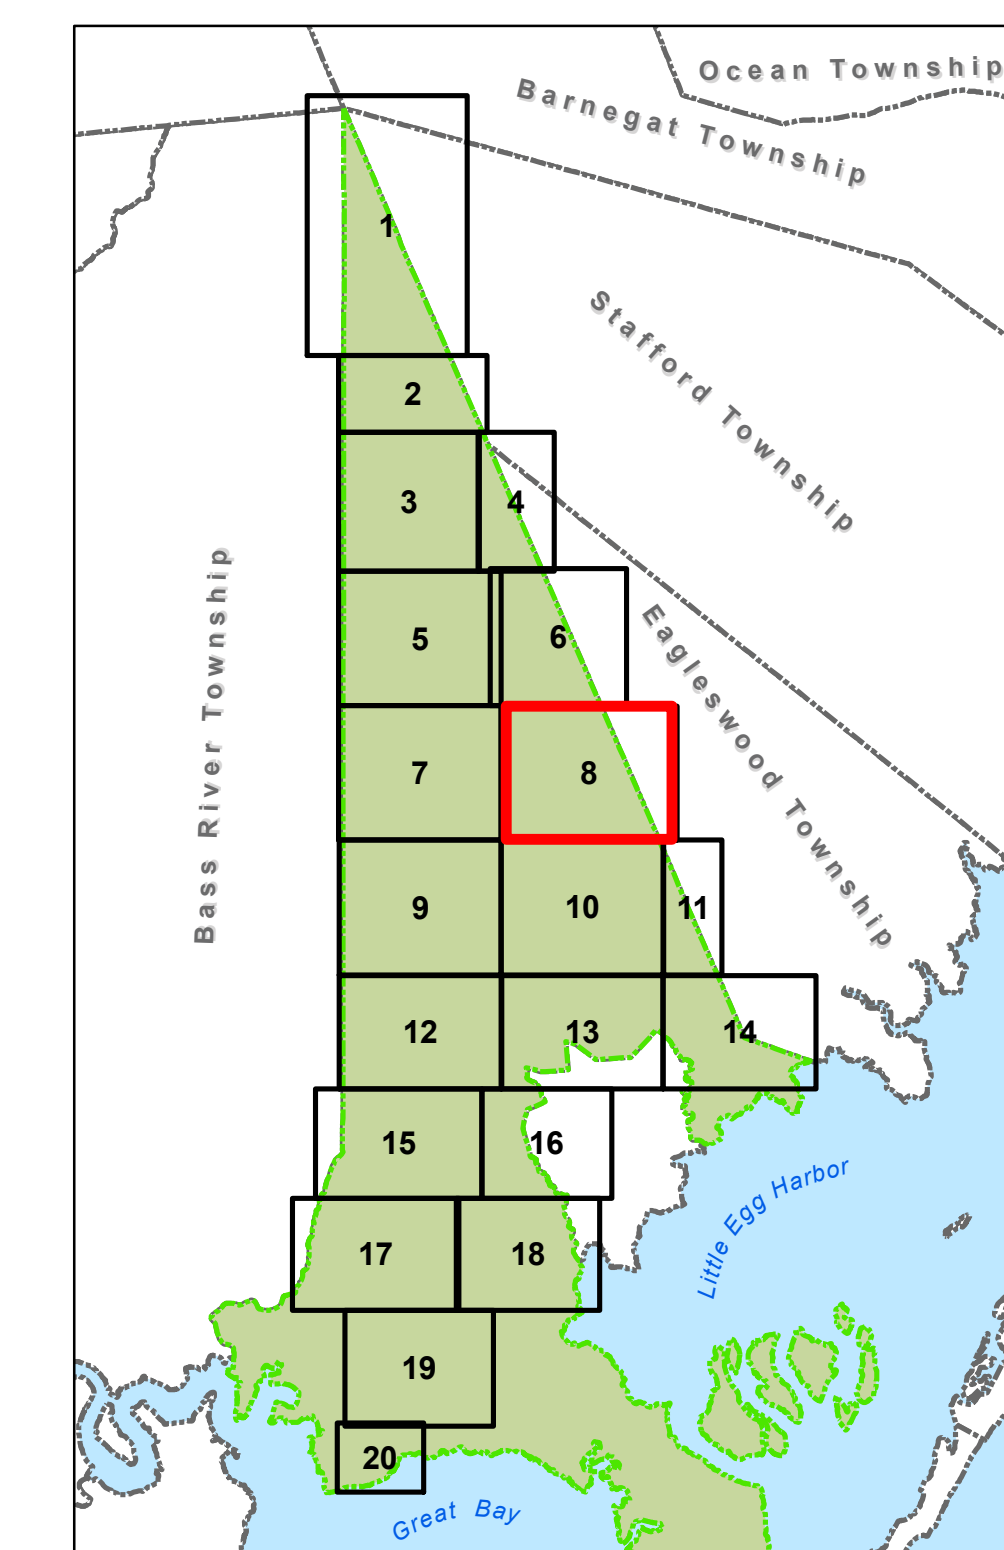 Ocean Township
Barnegat Township
1
Stafford Township
2
3
4
Bass River Township
5
6
Eagleswood Township
7
8
9
10
11
12
13
14
15
16
Little Egg Harbor
17
18
19
20
Great Bay